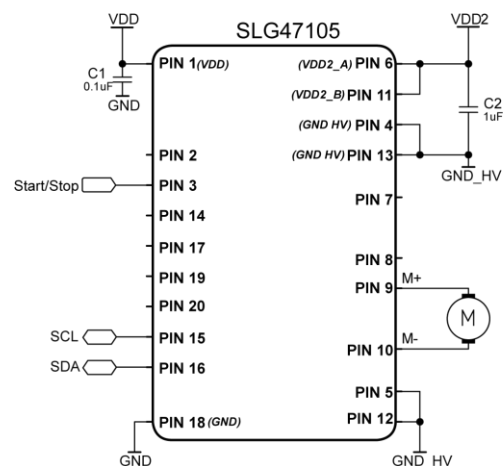 VDD
SLG47105
VDD2
PIN 1(VDD)
(VDD2_A) PIN 6
C1
0.1uF
GND
(VDD2_B) PIN 11
C2
1uF
(GND HV) PIN 4
PIN 2
(GND HV) PIN 13
GND_HV
Start/Stop
PIN 3
PIN 7
PIN 14
PIN 17
PIN 8
PIN 19
PIN 9
M+
PIN 20
M
SCL
PIN 15
PIN 10
M-
SDA
PIN 16
PIN 5
PIN 18(GND)
PIN 12
GND
GND_HV